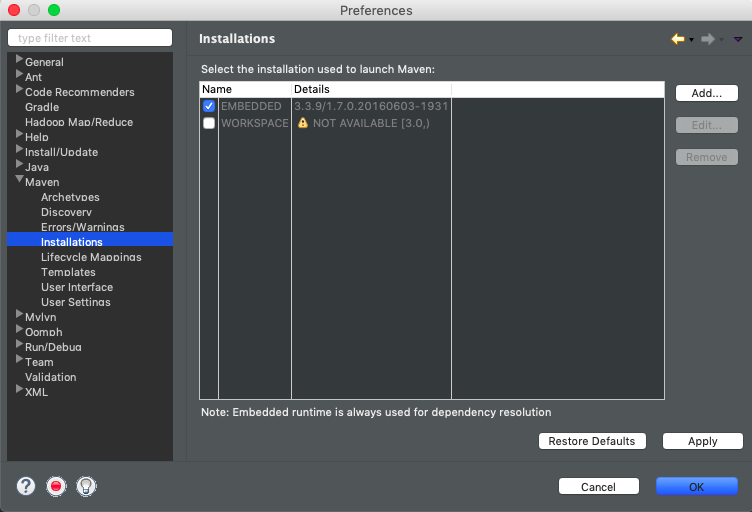 Preferences
type filter text
General
Ant
Code Recommenders
Gradle
Hadoop Map/Reduce
Help
Install/Update
Java
Maven
Archetypes
Discovery
Errors/Warnings
Installations
Lifecycle Mappings
Templates
User Interface
User Settings
Mylyn
Oomph
Run/Debug
Team
Validation
XML
Installations
Select the installation used to launch Maven:
Name Details
EMBEDDED 3.3.9/1.7.0.20160603-1931
WORKSPACE NOT AVAILABLE [3.0,)
Add...
Edit...
Remove
Note: Embedded runtime is always used for dependency resolution
Restore Defaults Apply
? Cancel OK